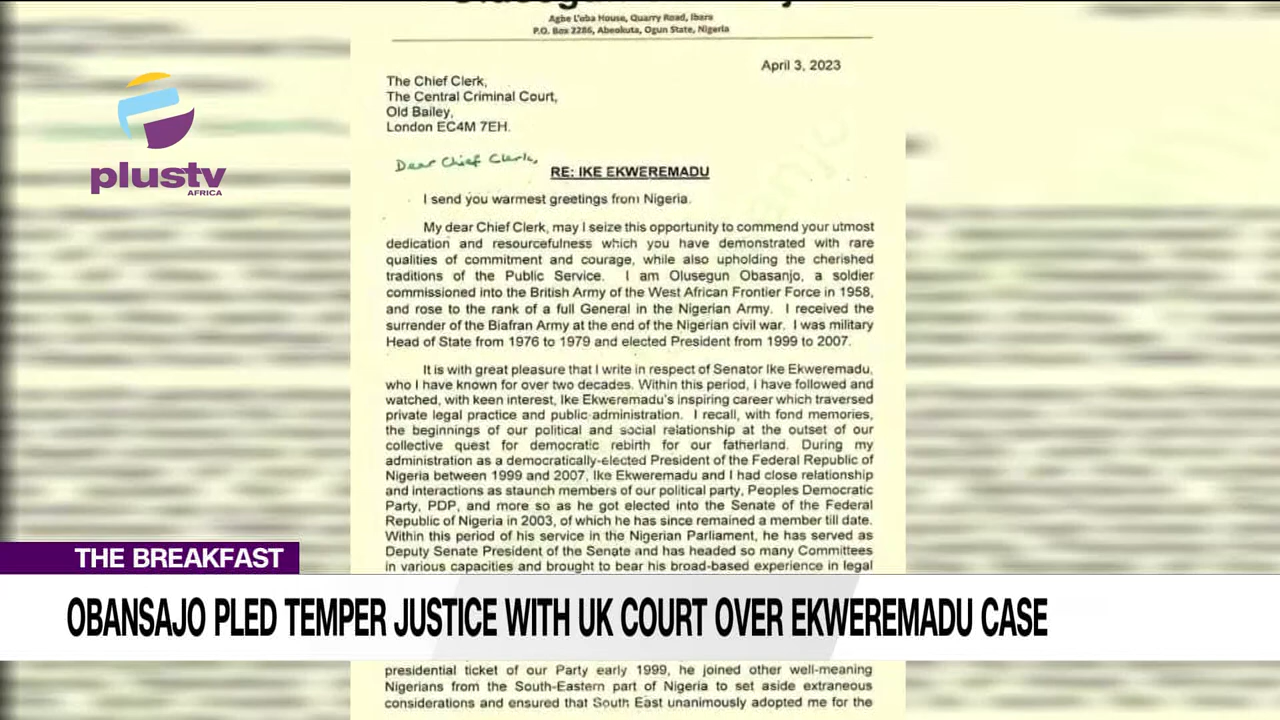 Agbe L'oba House, Quarry Road, Ibara
P.O. Box 2286, Abeokuta, Ogun State, Nigeria
April 3, 2023
The Chief Clerk,
The Central Criminal Court,
Old Bailey,
London EC4M 7EH.
Dear Chief Clerk,
RE: IKE EKWEREMADU
I send you warmest greetings from Nigeria.
My dear Chief Clerk, may I seize this opportunity to commend your utmost
dedication and resourcefulness which you have demonstrated with rare
qualities of commitment and courage, while also upholding the cherished
traditions of the Public Service. I am Olusegun Obasanjo, a soldier
commissioned into the British Army of the West African Frontier Force in 1958,
and rose to the rank of a full General in the Nigerian Army. I received the
surrender of the Biafran Army at the end of the Nigerian civil war. I was military
Head of State from 1976 to 1979 and elected President from 1999 to 2007.
It is with great pleasure that I write in respect of Senator Ike Ekweremadu,
who I have known for over two decades. Within this period, I have followed and
watched, with keen interest, Ike Ekweremadu's inspiring career which traversed
private legal practice and public administration. I recall, with fond memories,
the beginnings of our political and social relationship at the outset of our
collective quest for democratic rebirth for our fatherland. During my
administration as a democratically-elected President of the Federal Republic of
Nigeria between 1999 and 2007, Ike Ekweremadu and I had close relationship
and interactions as staunch members of our political party, Peoples Democratic
Party, PDP, and more so as he got elected into the Senate of the Federal
Republic of Nigeria in 2003, of which he has since remained a member till date.
Within this period of his service in the Nigerian Parliament, he has served as
Deputy Senate President of the Senate and has headed so many Committees
in various capacities and brought to bear his broad-based experience in legal
presidential ticket of our Party early 1999, he joined other well-meaning
Nigerians from the South-Eastern part of Nigeria to set aside extraneous
considerations and ensured that South East unanimously adopted me for the
plustv
AFRICA
THE BREAKFAST
OBANSAJO PLED TEMPER JUSTICE WITH UK COURT OVER EKWEREMADU CASE